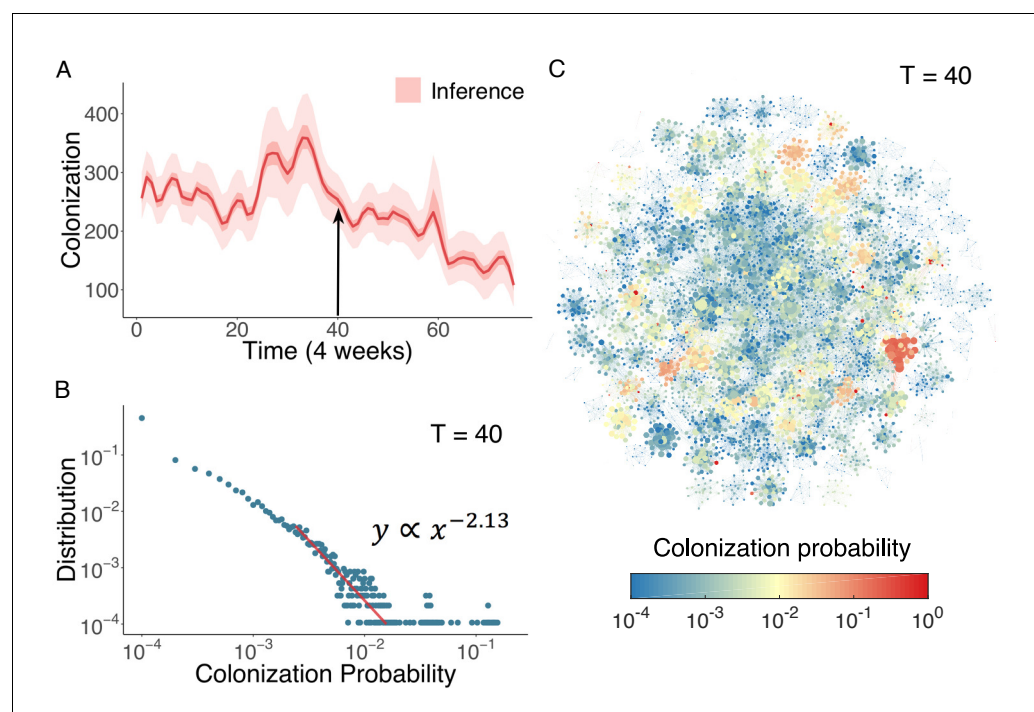 A
Inference
Colonization
400
300
200
100
0
20
40
60
Time (4 weeks)
B
T = 40
y ∝ x^−2.13
Distribution
10^−1
10^−2
10^−3
10^−4
10^−4
10^−3
10^−2
10^−1
Colonization Probability
C
T = 40
Colonization probability
10^-4
10^-3
10^-2
10^-1
10^0